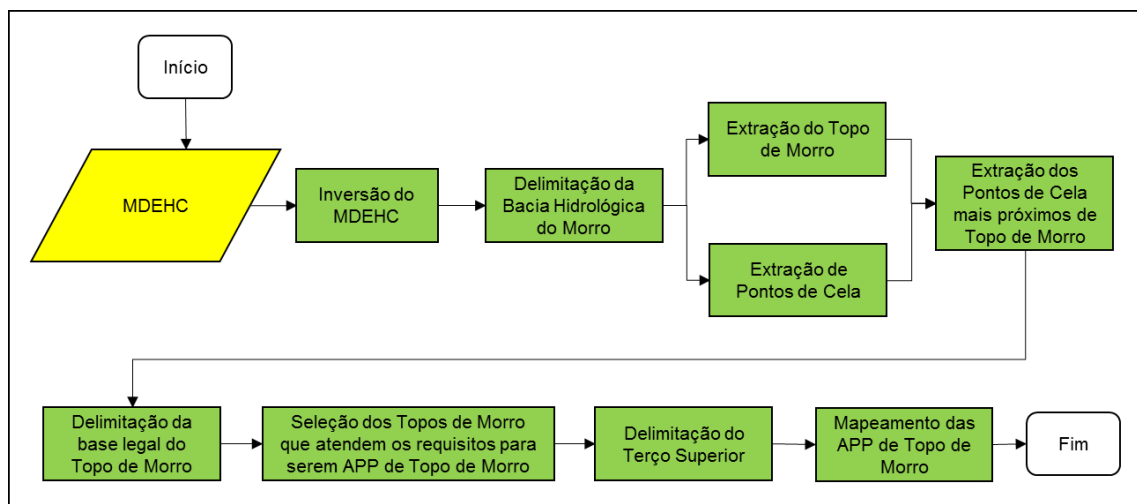 Início
MDEHC
Inversão do
MDEHC
Delimitação da
Bacia Hidrológica
do Morro
Extração do Topo
de Morro
Extração de
Pontos de Cela
Extração dos
Pontos de Cela
mais próximos de
Topo de Morro
Delimitação da
base legal do
Topo de Morro
Seleção dos Topos de Morro
que atendem os requisitos para
serem APP de Topo de Morro
Delimitação do
Terço Superior
Mapeamento das
APP de Topo de
Morro
Fim